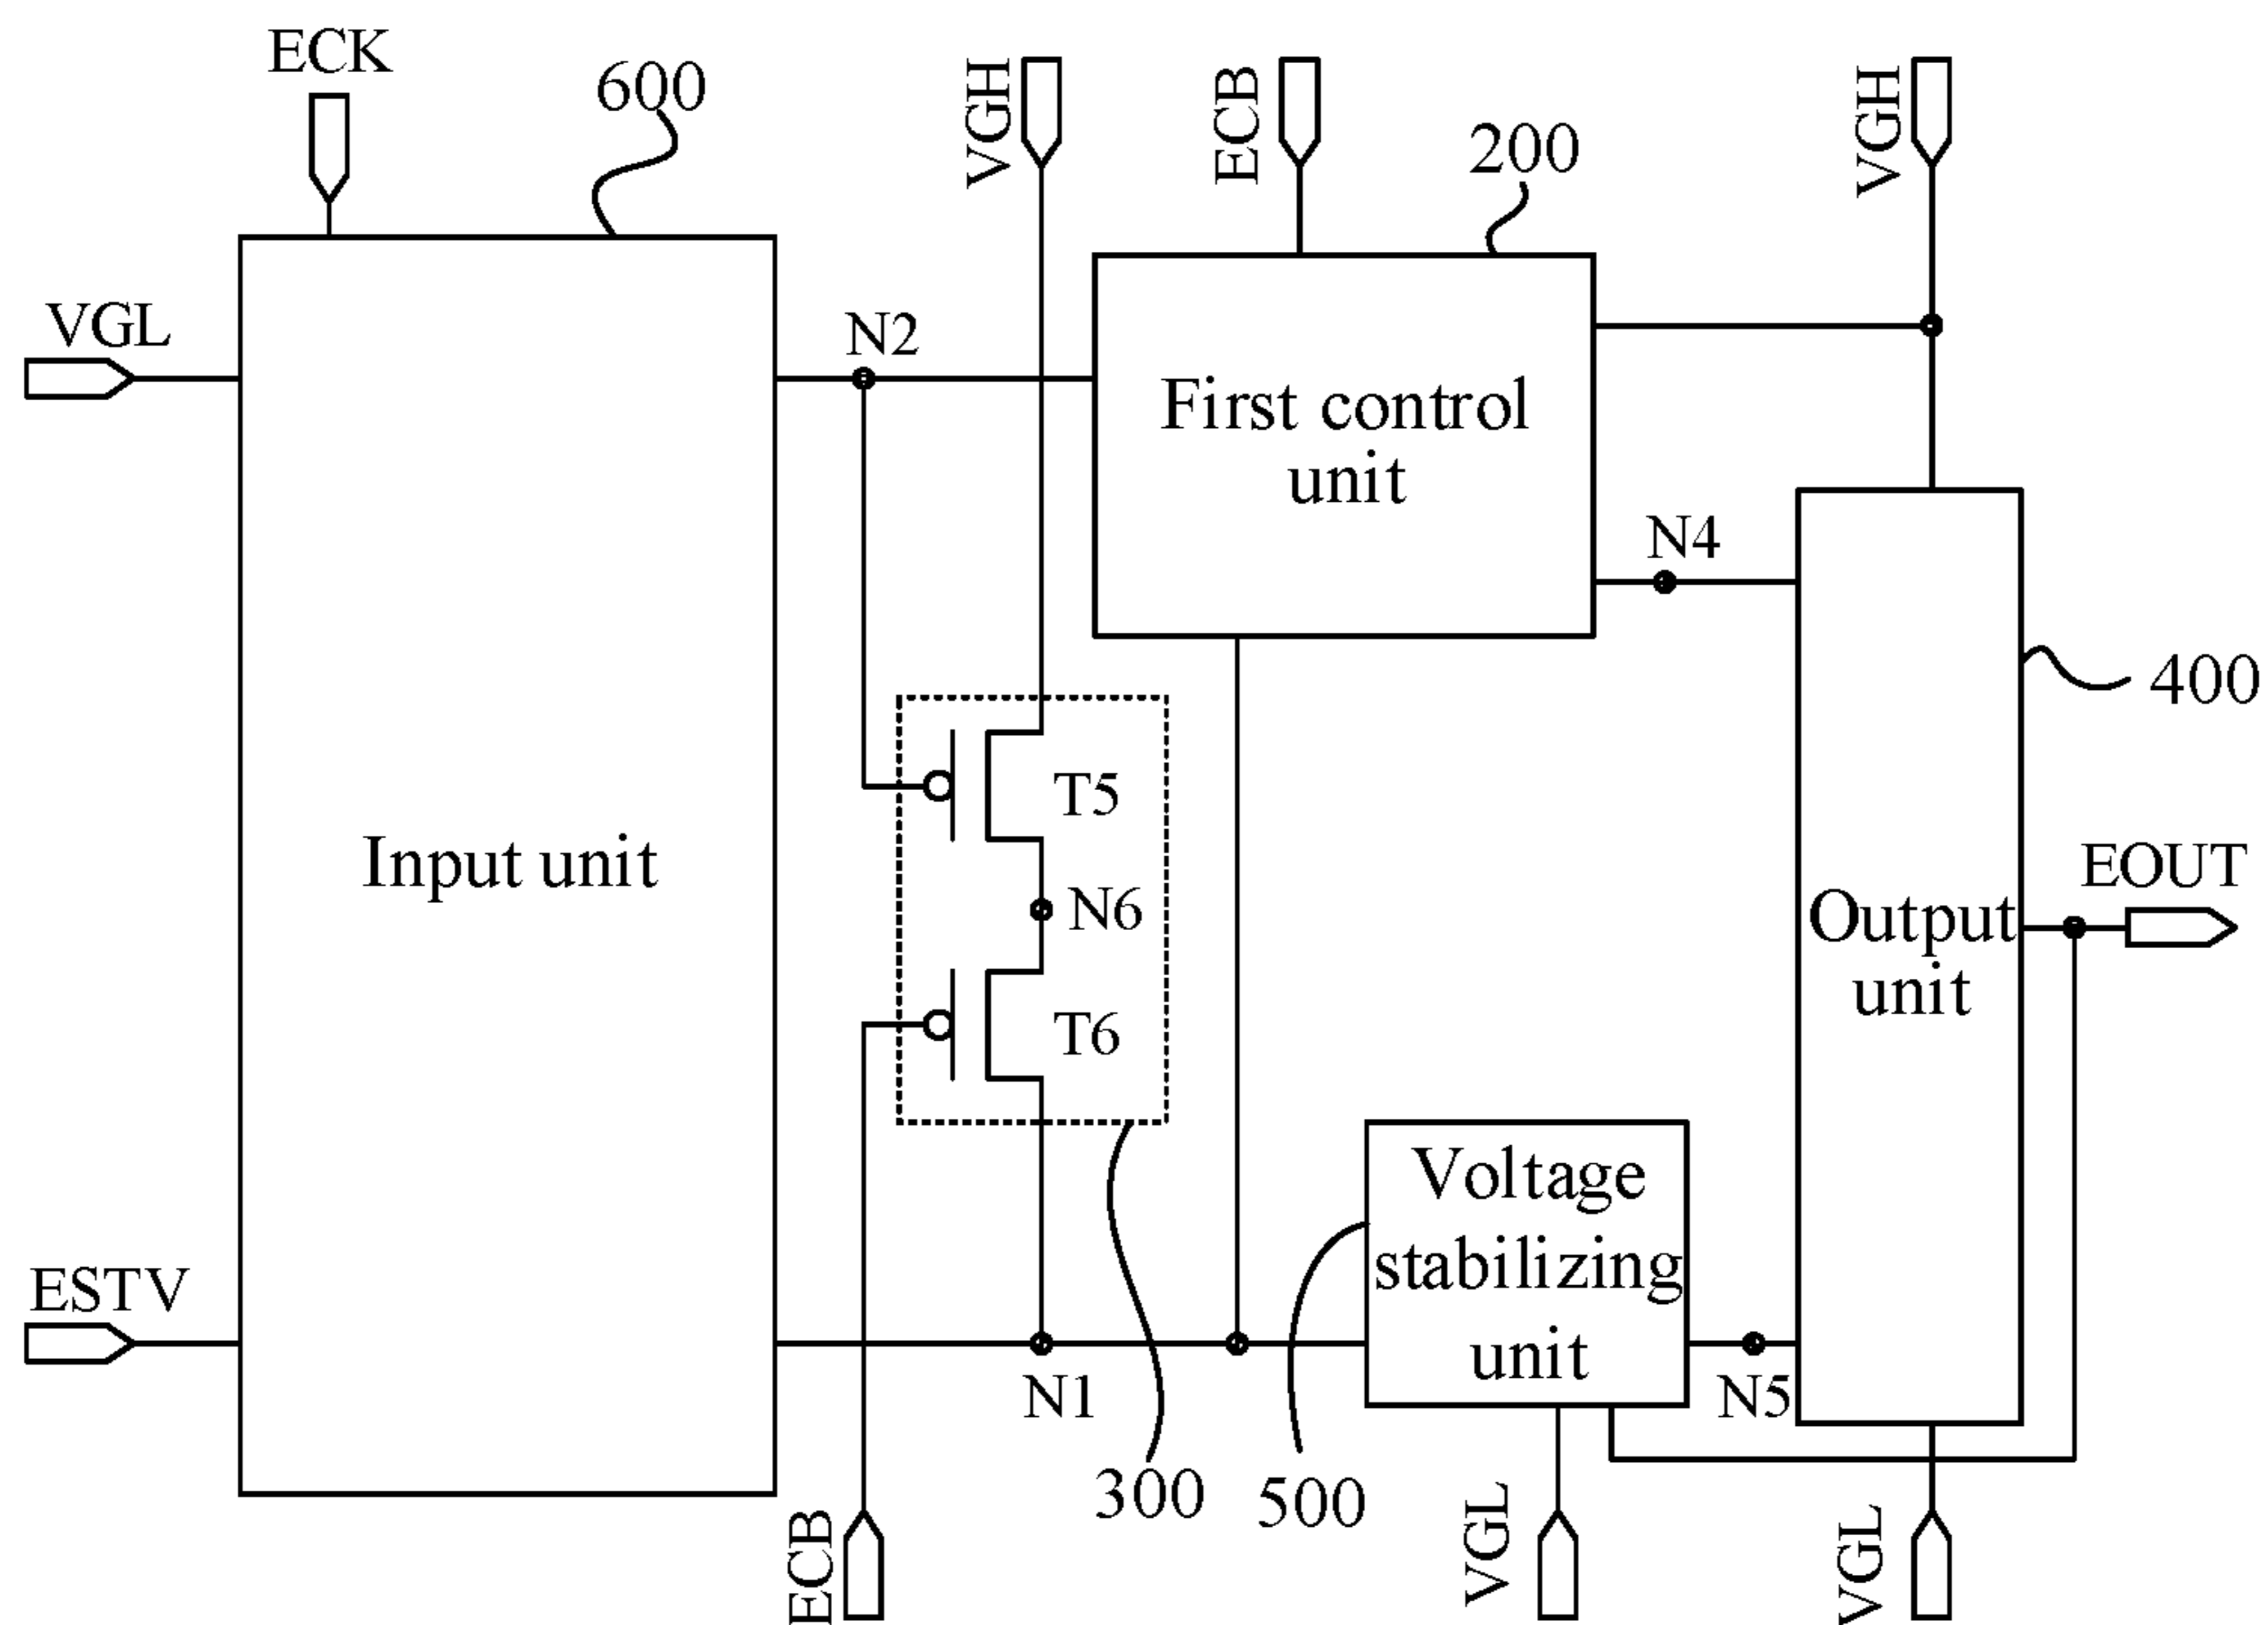 ECK
600
VGH
ECB
200
VGH
VGL
N2
First control
unit
N4
400
T5
Input unit
N6
EOUT
Output
unit
T6
Voltage
stabilizing
unit
ESTV
N1
N5
300
500
ECB
VGL
VGL